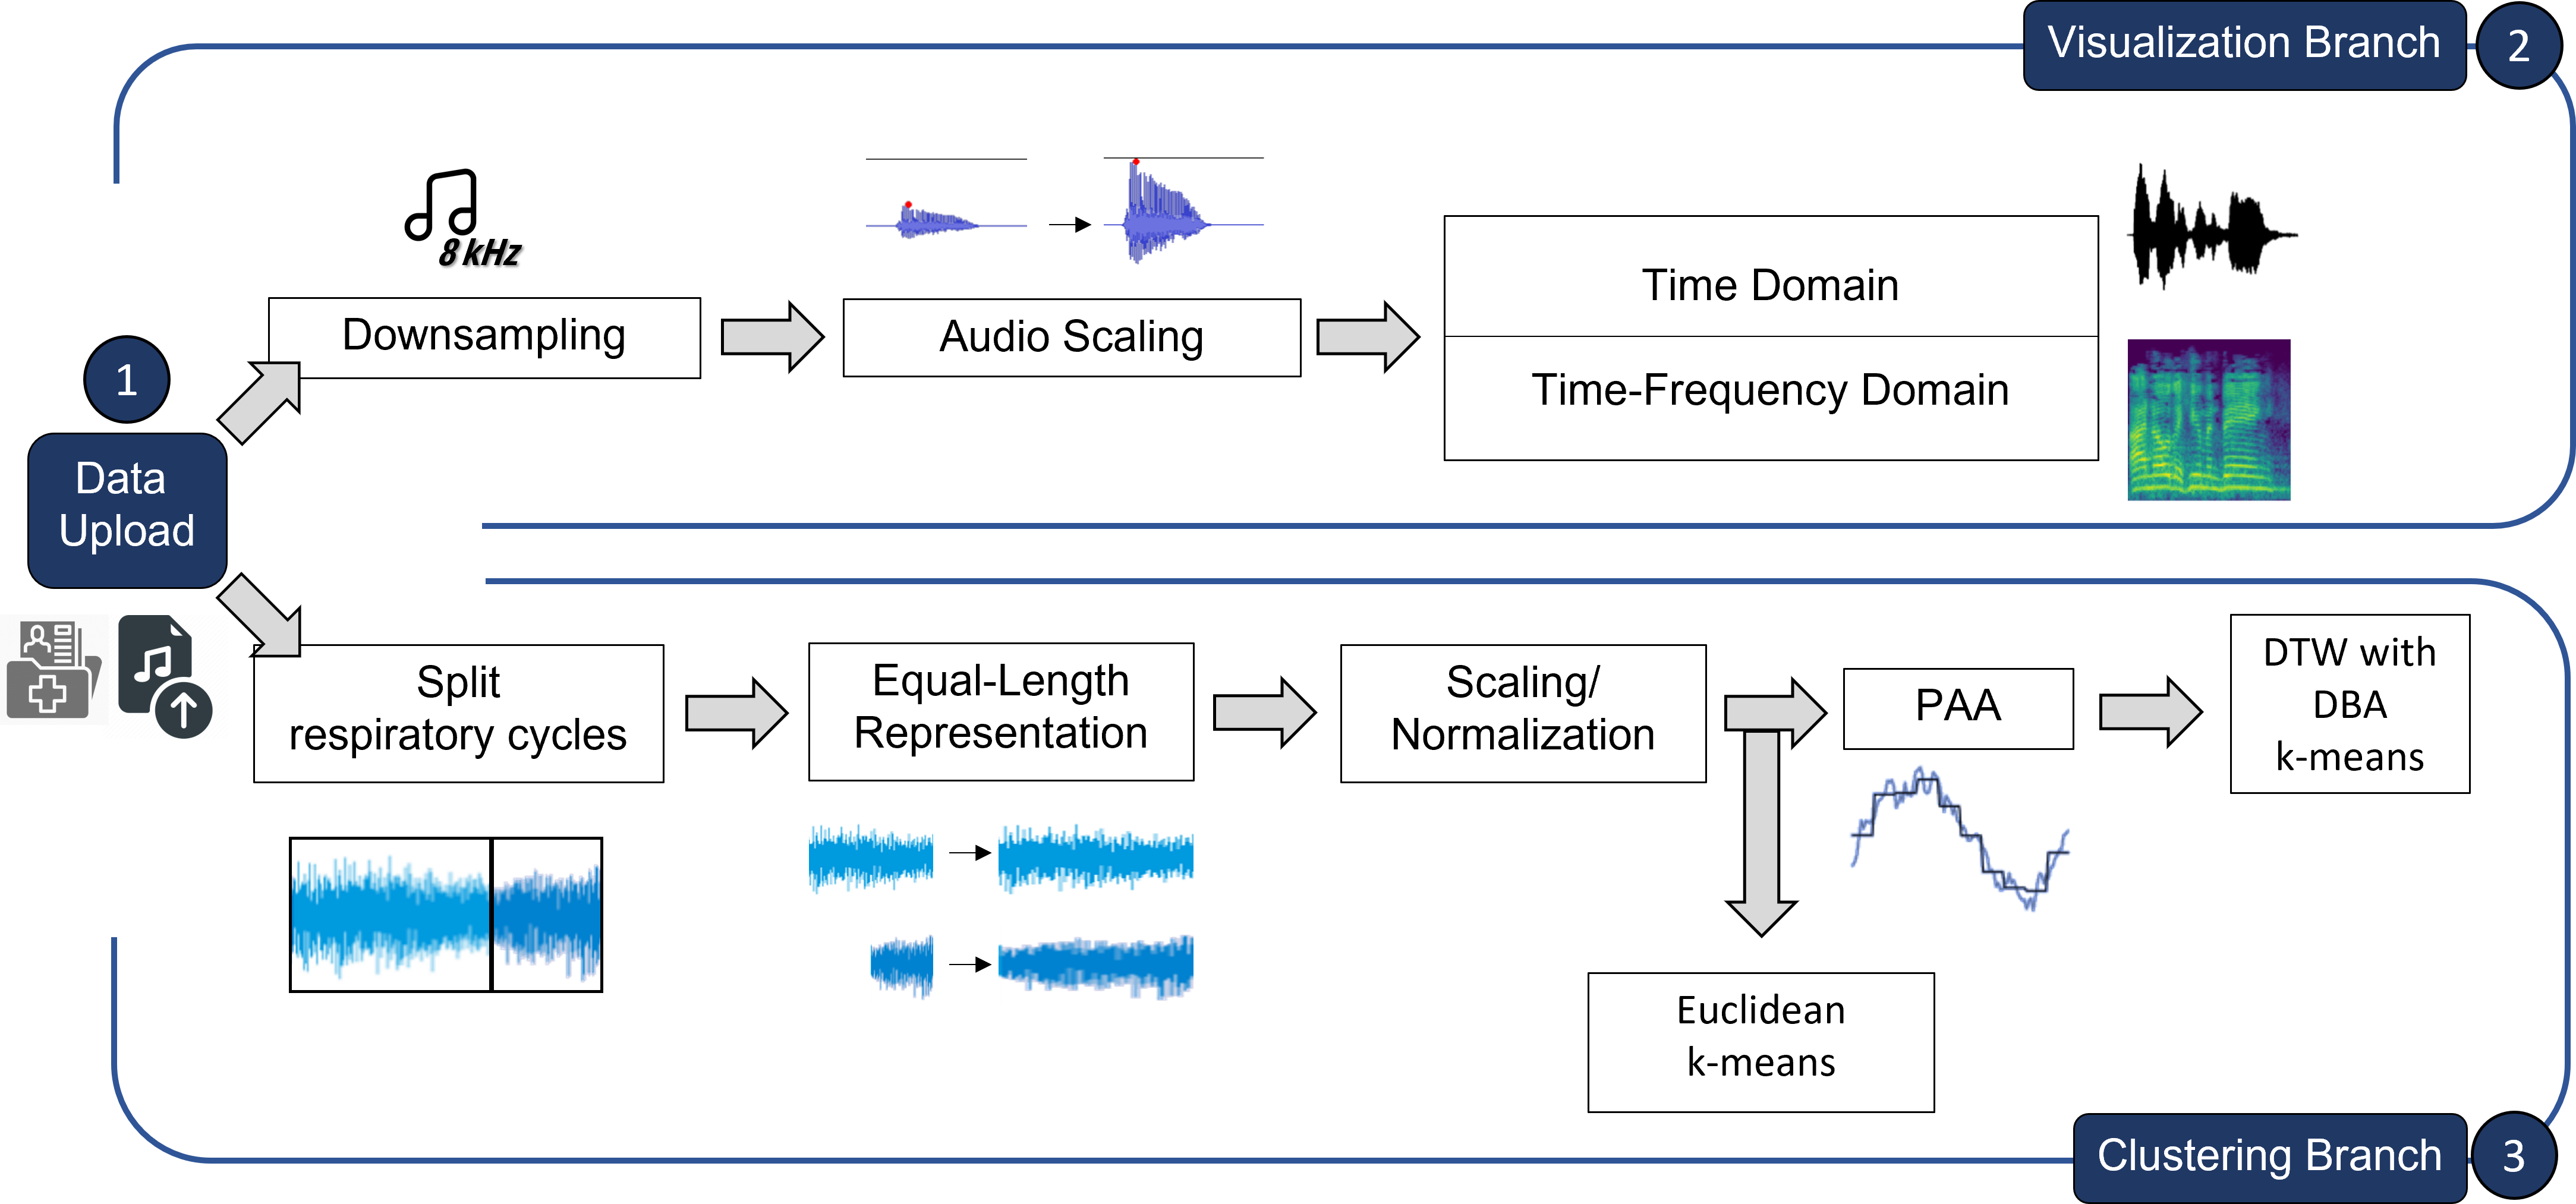 Visualization Branch
2
8 kHz
Downsampling
Audio Scaling
Time Domain
Time-Frequency Domain
1
Data
Upload
Split
respiratory cycles
Equal-Length
Representation
Scaling/
Normalization
PAA
DTW with
DBA
k-means
Euclidean
k-means
Clustering Branch
3